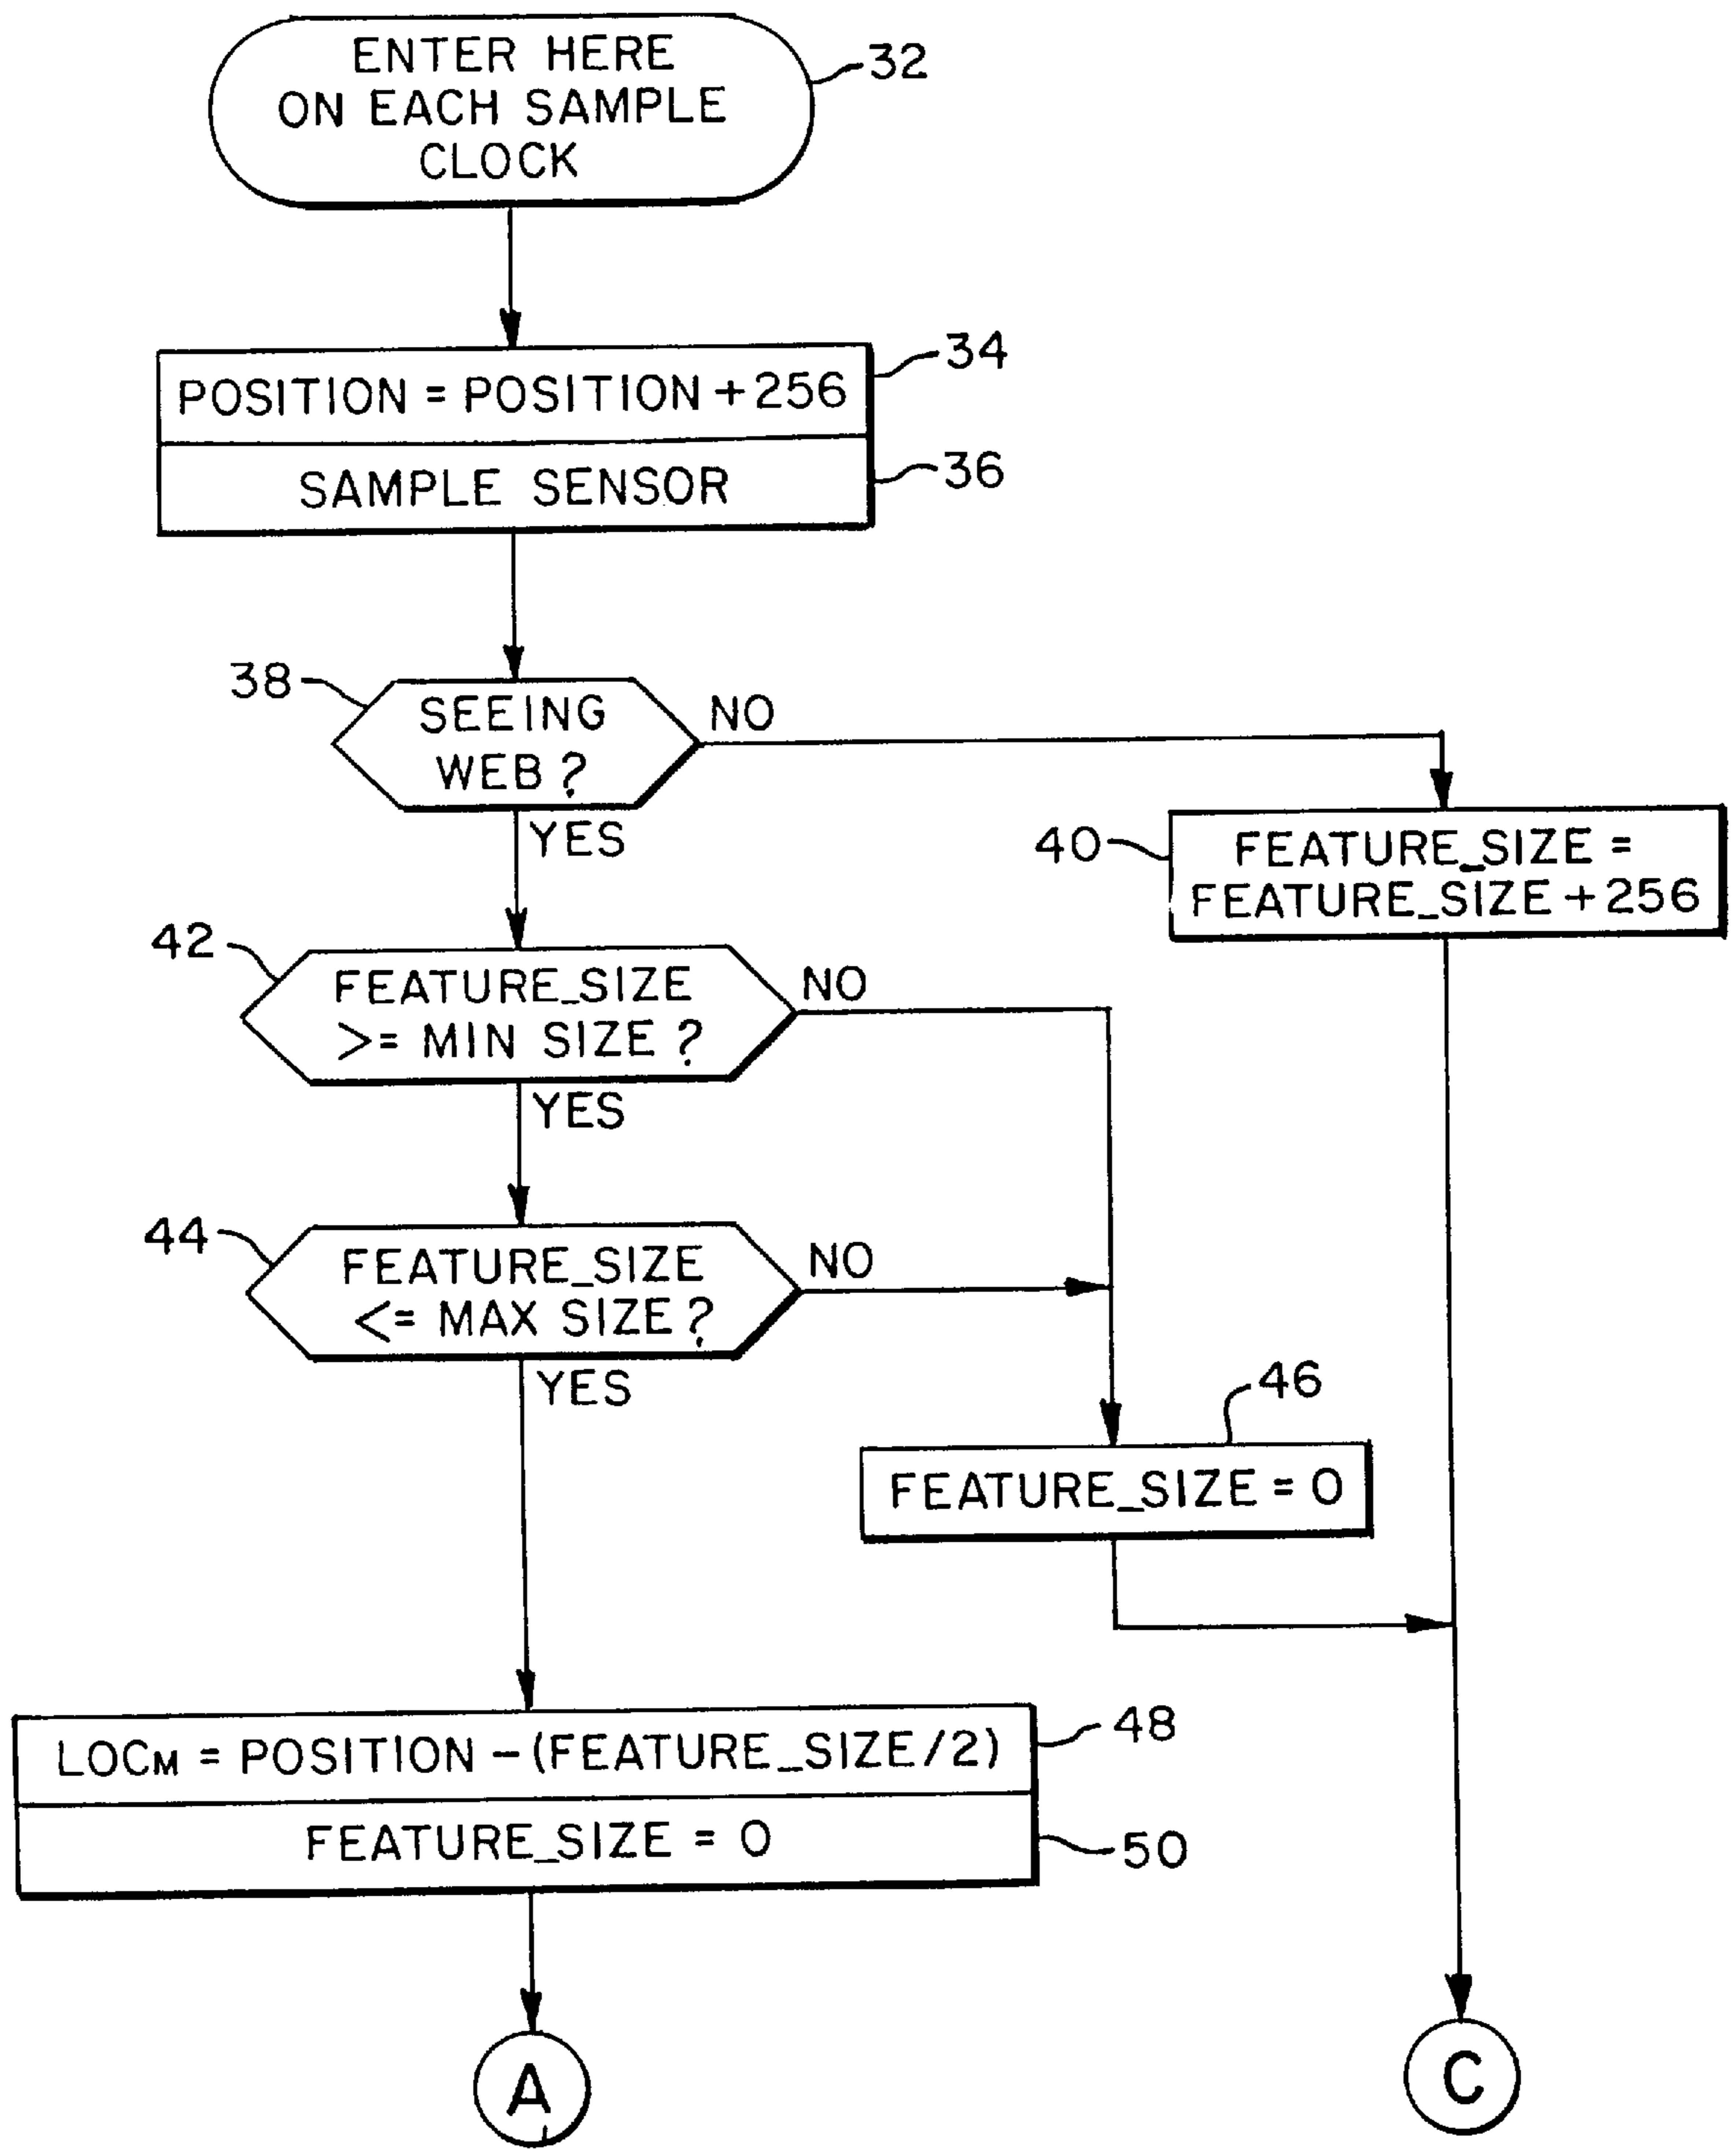 ENTER HERE
ON EACH SAMPLE
CLOCK
32
POSITION = POSITION + 256
34
SAMPLE SENSOR
36
38
SEEING
WEB ?
NO
YES
40
FEATURE_SIZE =
FEATURE_SIZE + 256
42
FEATURE_SIZE
>= MIN SIZE ?
NO
YES
44
FEATURE_SIZE
<= MAX SIZE ?
NO
YES
46
FEATURE_SIZE = 0
LOCM = POSITION - (FEATURE_SIZE/2)
48
FEATURE_SIZE = 0
50
A
C